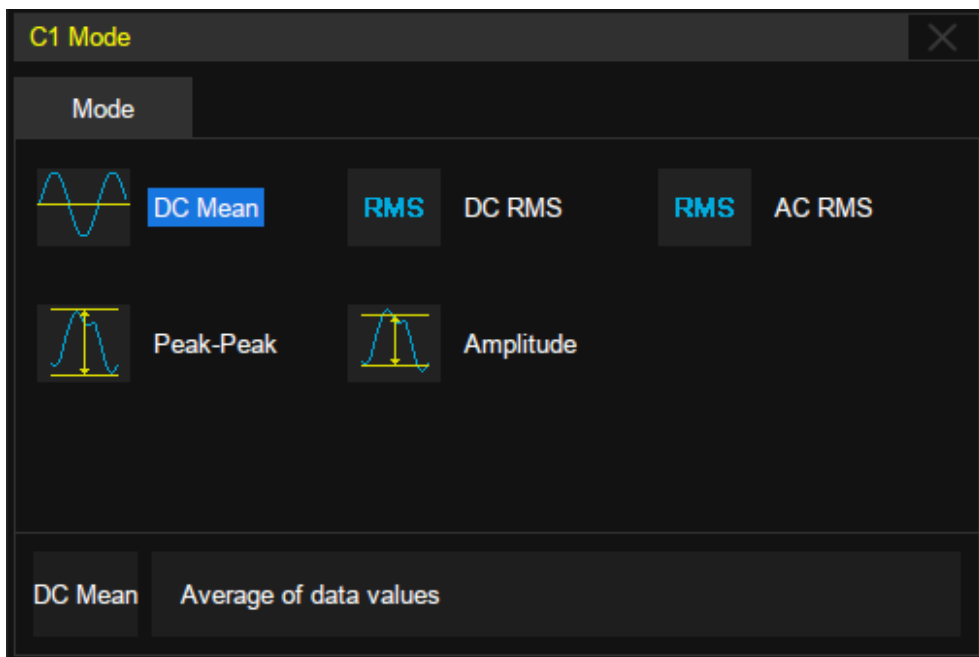 C1 Mode
Mode
DC Mean
RMS DC RMS
RMS AC RMS
Peak-Peak
Amplitude
DC Mean
Average of data values